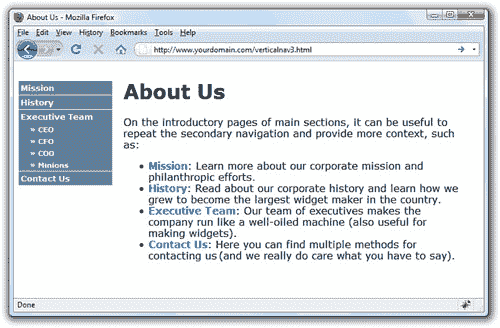 About Us - Mozilla Firefox
File Edit View History Bookmarks Tools Help
http://www.yourdomain.com/verticalnav3.html
Mission
History
Executive Team
» CEO
» CFO
» COO
» Minions
Contact Us
About Us
On the introductory pages of main sections, it can be useful to
repeat the secondary navigation and provide more context, such
as:
• Mission: Learn more about our corporate mission and
philanthropic efforts.
• History: Read about our corporate history and learn how we
grew to become the largest widget maker in the country.
• Executive Team: Our team of executives makes the
company run like a well-oiled machine (also useful for
making widgets).
• Contact Us: Here you can find multiple methods for
contacting us (and we really do care what you have to say).
Done